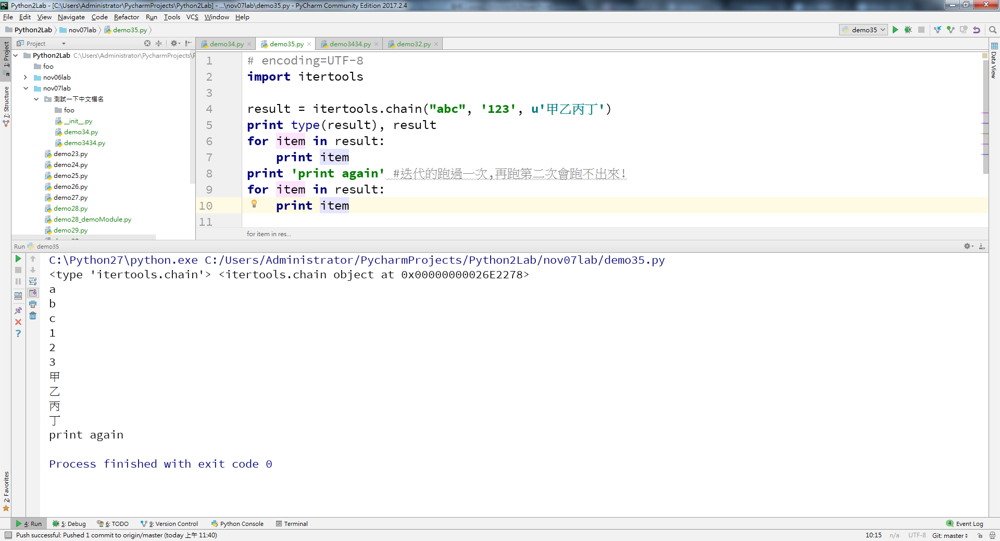 Python2Lab - [C:\Users\Administrator\PycharmProjects\Python2Lab] - ...\nov07lab\demo35.py - PyCharm Community Edition 2017.2.4
File Edit View Navigate Code Refactor Run Tools VCS Window Help
Python2Lab nov07lab demo35.py
demo35
Project
demo34.py demo35.py demo3434.py demo32.py
1: Project
7: Structure
2: Favorites
Data View
Python2Lab C:\Users\Administrator\PycharmProjects\P
foo
nov06lab
nov07lab
測試一下中文檔名
foo
__init__.py
demo34.py
demo3434.py
demo23.py
demo24.py
demo25.py
demo26.py
demo27.py
demo28.py
demo28_demoModule.py
demo29.py
1 # encoding=UTF-8
2 import itertools
3
4 result = itertools.chain("abc", '123', u'甲乙丙丁')
5 print type(result), result
6 for item in result:
7 print item
8 print 'print again' #迭代的跑過一次,再跑第二次會跑不出來!
9 for item in result:
10 print item
11
for item in res...
Run demo35
C:\Python27\python.exe C:/Users/Administrator/PycharmProjects/Python2Lab/nov07lab/demo35.py
<type 'itertools.chain'> <itertools.chain object at 0x00000000026E2278>
a
b
c
1
2
3
甲
乙
丙
丁
print again
Process finished with exit code 0
4: Run 5: Debug 6: TODO 9: Version Control Python Console Terminal 4 Event Log
Push successful: Pushed 1 commit to origin/master (today 上午 11:40) 10:15 n/a UTF-8 Git: master